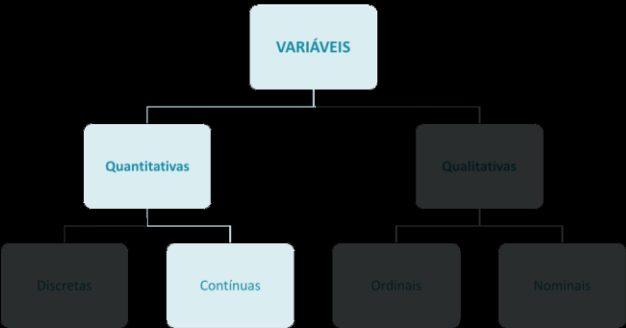 VARIÁVEIS
Quantitativas
Qualitativas
Discretas
Contínuas
Ordinais
Nominais